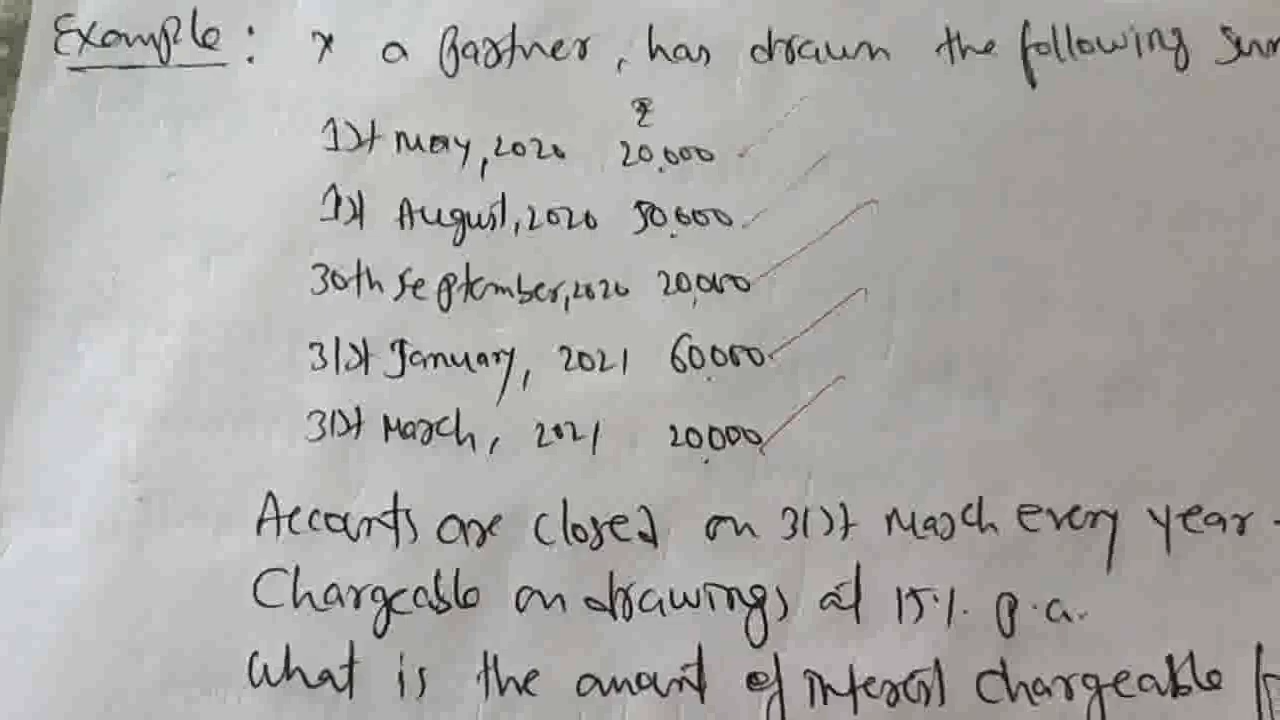 Example: X a Partner, has drawn the following sum
₹
1st May, 2020 20,000
1st August, 2020 50,000
30th September, 2020 20,000
31st January, 2021 60,000
31st March, 2021 20,000
Accounts are closed on 31st March every year.
Chargeable on drawings at 15% p.a.
What is the amount of interest chargeable